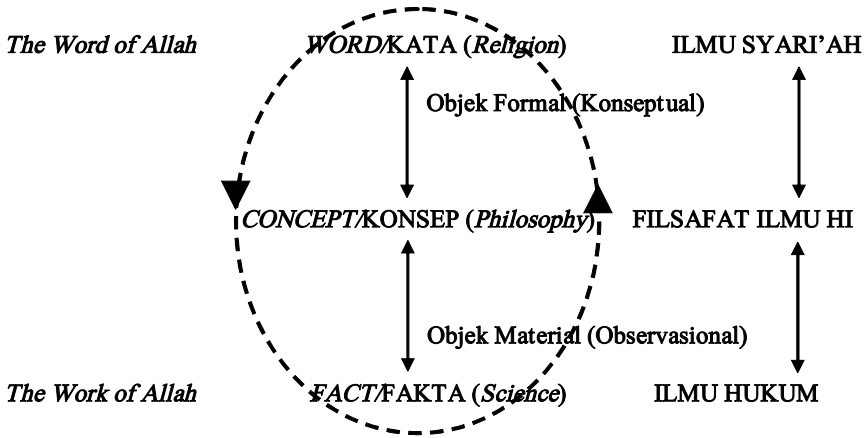 The Word of Allah WORD/KATA (Religion) ILMU SYARI’AH
Objek Formal (Konseptual)
CONCEPT/KONSEP (Philosophy) FILSAFAT ILMU HI
Objek Material (Observasional)
The Work of Allah FACT/FAKTA (Science) ILMU HUKUM